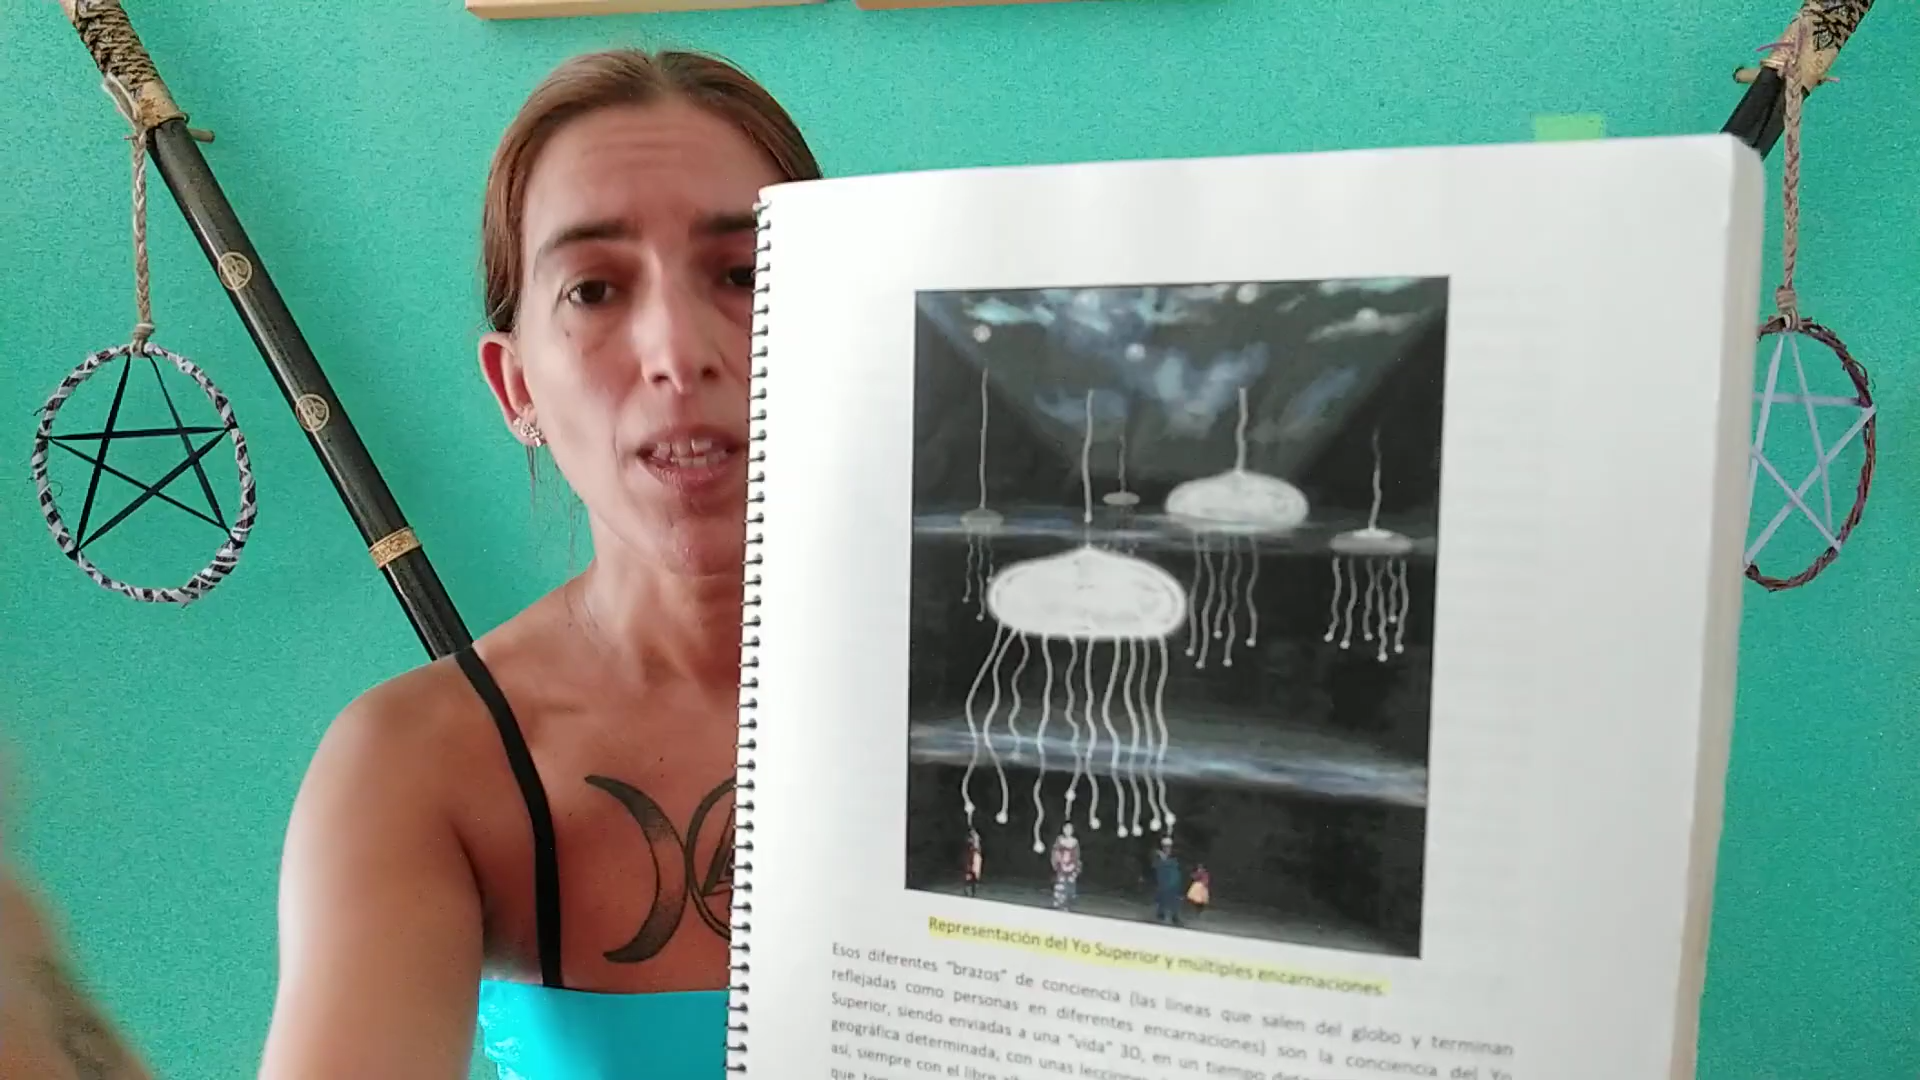 Representación del Yo Superior y múltiples encarnaciones.
Esos diferentes "brazos" de conciencia (las líneas que salen del globo y terminan
reflejadas como personas en diferentes encarnaciones) son la conciencia del Yo
Superior, siendo enviadas a una "vida" 3D, en un tiempo
geográfica determinada, con unas lecciones
así, siempre con el libre
que